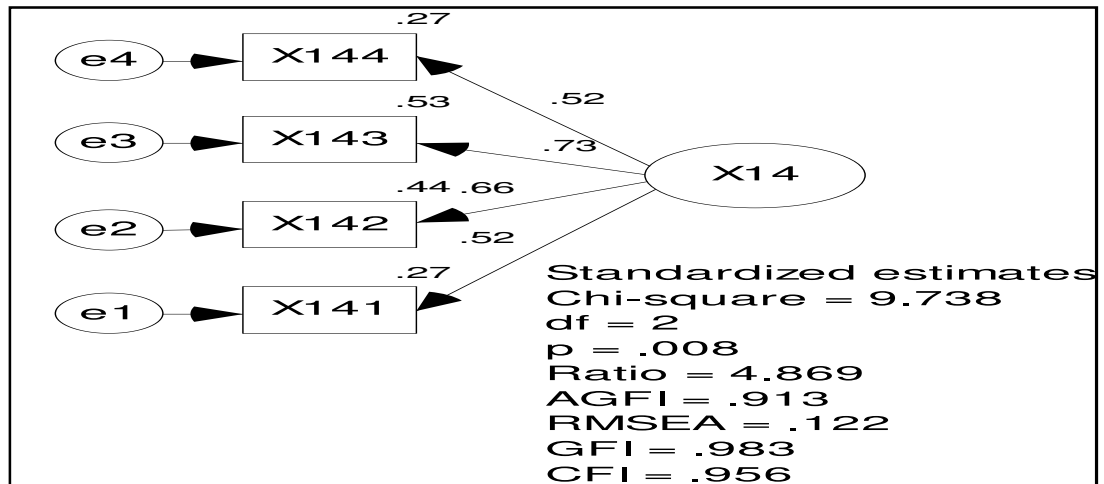 .27
e4 X144
.52
.53
e3 X143
.73
X14
.44 .66
e2 X142
.52
.27
e1 X141
Standardized estimates
Chi-square = 9.738
df = 2
p = .008
Ratio = 4.869
AGFI = .913
RMSEA = .122
GFI = .983
CFI = .956